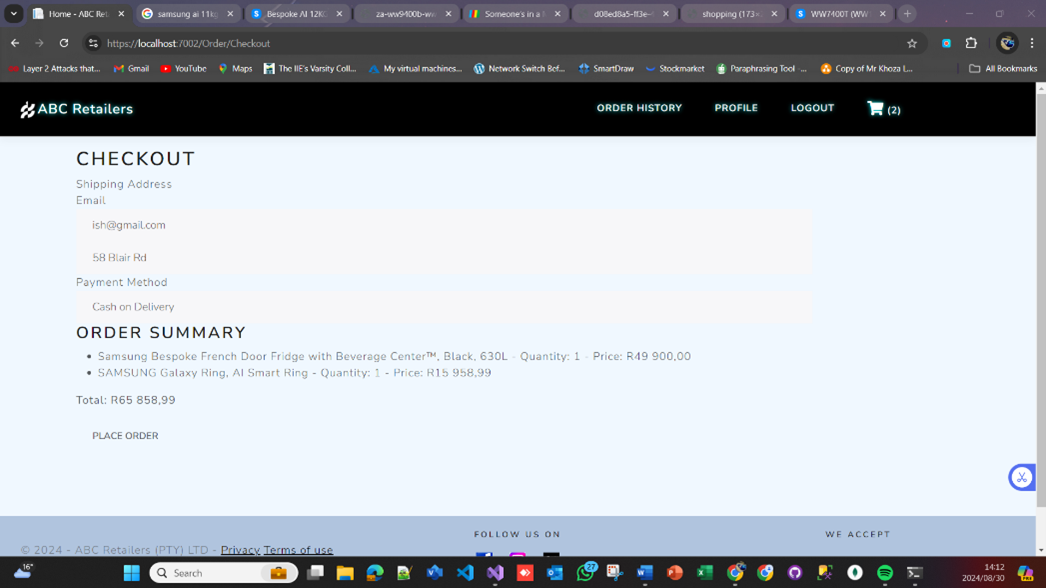 Home - ABC Ret
samsung ai 11kg
Bespoke AI 12KG
za-ww9400b-ww
Someone's in a
d08ed8a5-ff3e-
shopping (173×
WW7400T (WW
https://localhost:7002/Order/Checkout
Layer 2 Attacks that...
Gmail
YouTube
Maps
The IIE's Varsity Coll...
My virtual machines...
Network Switch Bef...
SmartDraw
Stockmarket
Paraphrasing Tool -...
Copy of Mr Khoza L...
All Bookmarks
ABC Retailers
ORDER HISTORY
PROFILE
LOGOUT
(2)
CHECKOUT
Shipping Address
Email
ish@gmail.com
58 Blair Rd
Payment Method
Cash on Delivery
ORDER SUMMARY
Samsung Bespoke French Door Fridge with Beverage Center™, Black, 630L - Quantity: 1 - Price: R49 900,00
SAMSUNG Galaxy Ring, AI Smart Ring - Quantity: 1 - Price: R15 958,99
Total: R65 858,99
PLACE ORDER
FOLLOW US ON
WE ACCEPT
© 2024 - ABC Retailers (PTY) LTD - Privacy Terms of use
16°
Search
27
14:12
2024/08/30